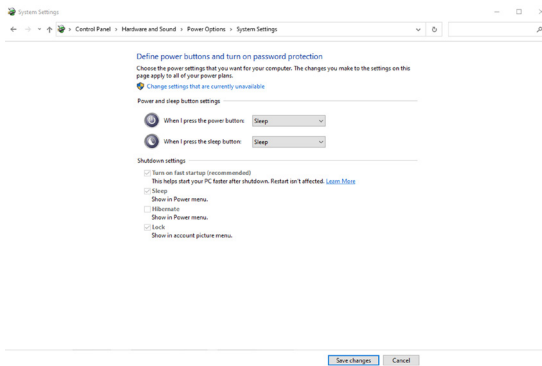 System Settings
Control Panel > Hardware and Sound > Power Options > System Settings
Define power buttons and turn on password protection
Choose the power settings that you want for your computer. The changes you make to the settings on this
page apply to all of your power plans.
Change settings that are currently unavailable
Power and sleep button settings
When I press the power button: Sleep
When I press the sleep button: Sleep
Shutdown settings
Turn on fast startup (recommended)
This helps start your PC faster after shutdown. Restart isn't affected. Learn More
Sleep
Show in Power menu.
Hibernate
Show in Power menu.
Lock
Show in account picture menu.
Save changes Cancel